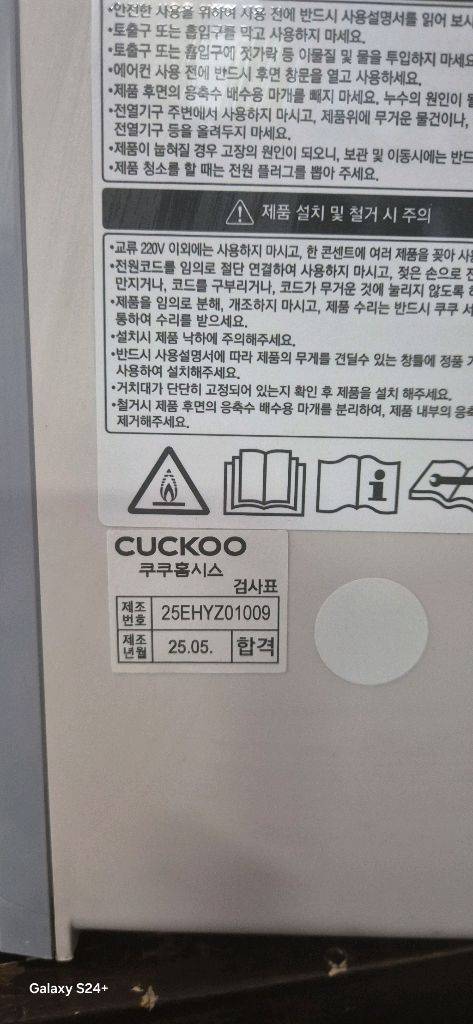 •안전한 사용을 위하여 사용 전에 반드시 사용설명서를 읽어 보시
•토출구 또는 흡입구를 막고 사용하지 마세요.
•토출구 또는 흡입구에 젓가락 등 이물질 및 물을 투입하지 마세요
•에어컨 사용 전에 반드시 후면 창문을 열고 사용하세요.
•제품 후면의 응축수 배수용 마개를 빼지 마세요. 누수의 원인이
•전열기구 주변에서 사용하지 마시고, 제품위에 무거운 물건이나,
전열기구 등을 올려두지 마세요.
•제품이 눕혀질 경우 고장의 원인이 되오니, 보관 및 이동시에는 반드
•제품 청소를 할 때는 전원 플러그를 뽑아 주세요.
제품 설치 및 철거 시 주의
•교류 220V 이외에는 사용하지 마시고, 한 콘센트에 여러 제품을 꽂아 사
•전원코드를 임의로 절단 연결하여 사용하지 마시고, 젖은 손으로 전
만지거나, 코드를 구부리거나, 코드가 무거운 것에 눌리지 않도록
•제품을 임의로 분해, 개조하지 마시고, 제품 수리는 반드시 쿠쿠 서
통하여 수리를 받으세요.
•설치시 제품 낙하에 주의해주세요.
•반드시 사용설명서에 따라 제품의 무게를 견딜수 있는 창틀에 정품
사용하여 설치해주세요.
•거치대가 단단히 고정되어 있는지 확인 후 제품을 설치 해주세요.
•철거시 제품 후면의 응축수 배수용 마개를 분리하여, 제품 내부의 응축
제거해주세요.
CUCKOO
쿠쿠홈시스
검사표
제조번호 25EHYZ01009
제조년월 25.05. 합격
Galaxy S24+